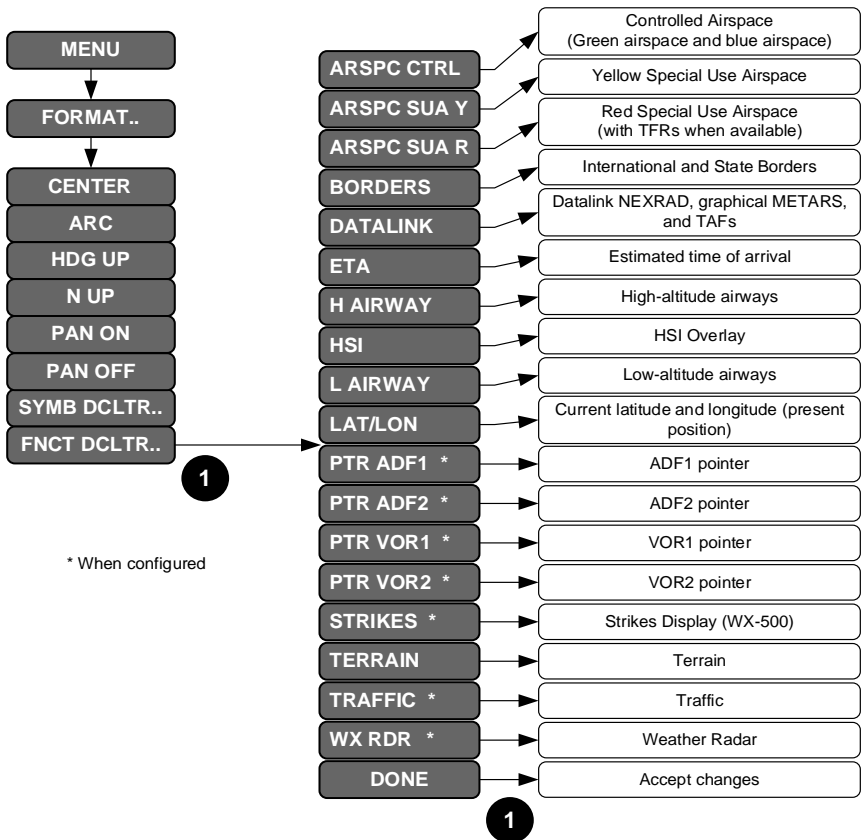 MENU
FORMAT..
CENTER
ARC
HDG UP
N UP
PAN ON
PAN OFF
SYMB DCLTR..
FNCT DCLTR..
1
* When configured
ARSPC CTRL
Controlled Airspace
(Green airspace and blue airspace)
ARSPC SUA Y
Yellow Special Use Airspace
ARSPC SUA R
Red Special Use Airspace
(with TFRs when available)
BORDERS
International and State Borders
DATALINK
Datalink NEXRAD, graphical METARS,
and TAFs
ETA
Estimated time of arrival
H AIRWAY
High-altitude airways
HSI
HSI Overlay
L AIRWAY
Low-altitude airways
LAT/LON
Current latitude and longitude (present
position)
PTR ADF1 *
ADF1 pointer
PTR ADF2 *
ADF2 pointer
PTR VOR1 *
VOR1 pointer
PTR VOR2 *
VOR2 pointer
STRIKES *
Strikes Display (WX-500)
TERRAIN
Terrain
TRAFFIC *
Traffic
WX RDR *
Weather Radar
DONE
Accept changes
1